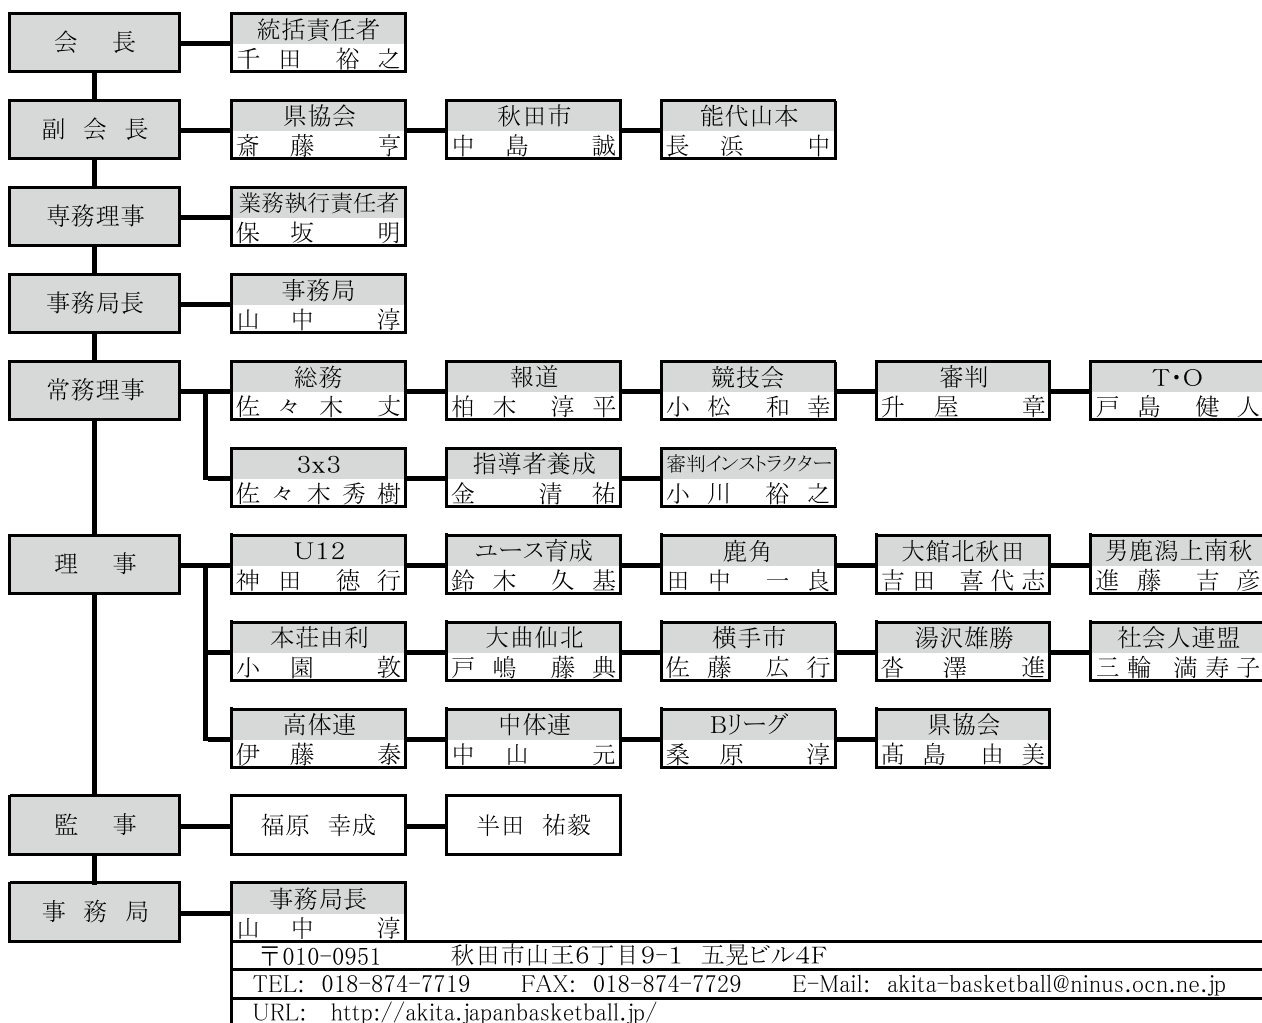 会長
統括責任者
千田 裕之
副会長
県協会
斎藤 亨
秋田市
中島 誠
能代山本
長浜 中
専務理事
業務執行責任者
保坂 明
事務局長
事務局
山中 淳
常務理事
総務
佐々木 丈
報道
柏木 淳平
競技会
小松 和幸
審判
升屋 章
T・O
戸島 健人
3x3
佐々木秀樹
指導者養成
金 清祐
審判インストラクター
小川 裕之
理事
U12
神田 徳行
ユース育成
鈴木 久基
鹿角
田中 一良
大館北秋田
吉田 喜代志
男鹿潟上南秋
進藤 吉彦
本荘由利
小園 敦
大曲仙北
戸嶋 藤典
横手市
佐藤 広行
湯沢雄勝
沓澤 進
社会人連盟
三輪 満寿子
高体連
伊藤 泰
中体連
中山 元
Bリーグ
桑原 淳
県協会
髙島 由美
監事
福原 幸成
半田 祐毅
事務局
事務局長
山中 淳
〒010-0951 秋田市山王6丁目9-1 五晃ビル4F
TEL: 018-874-7719 FAX: 018-874-7729 E-Mail: akita-basketball@ninus.ocn.ne.jp
URL: http://akita.japanbasketball.jp/